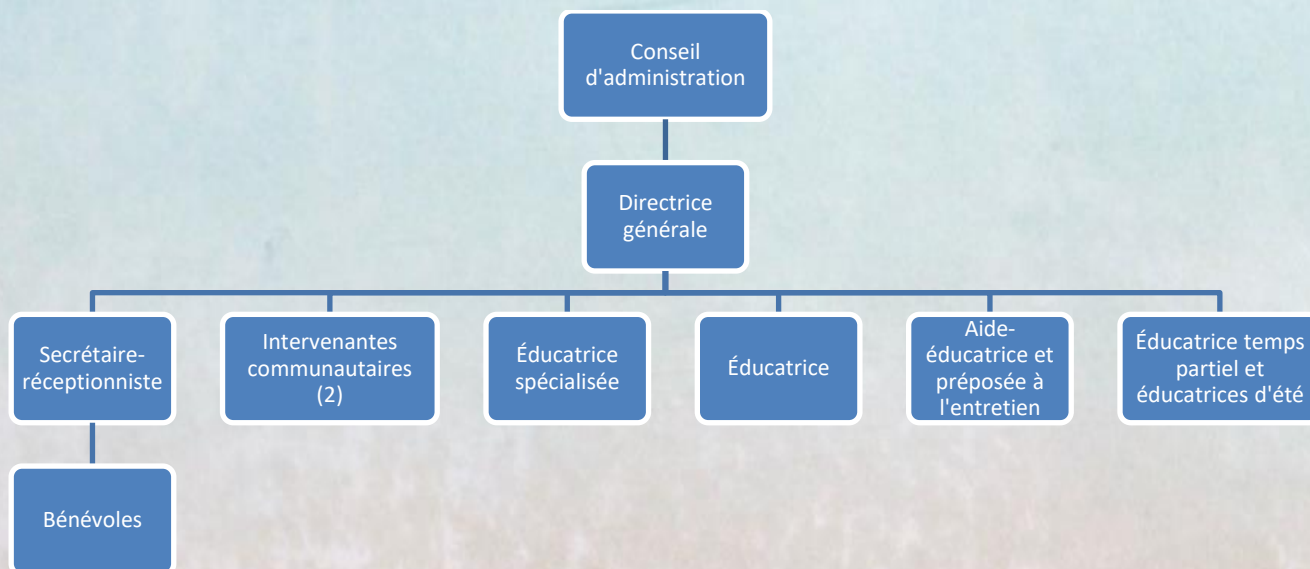 Conseil
d'administration
Directrice
générale
Secrétaire-
réceptionniste
Intervenantes
communautaires
(2)
Éducatrice
spécialisée
Éducatrice
Aide-
éducatrice et
préposée à
l'entretien
Éducatrice temps
partiel et
éducatrices d'été
Bénévoles